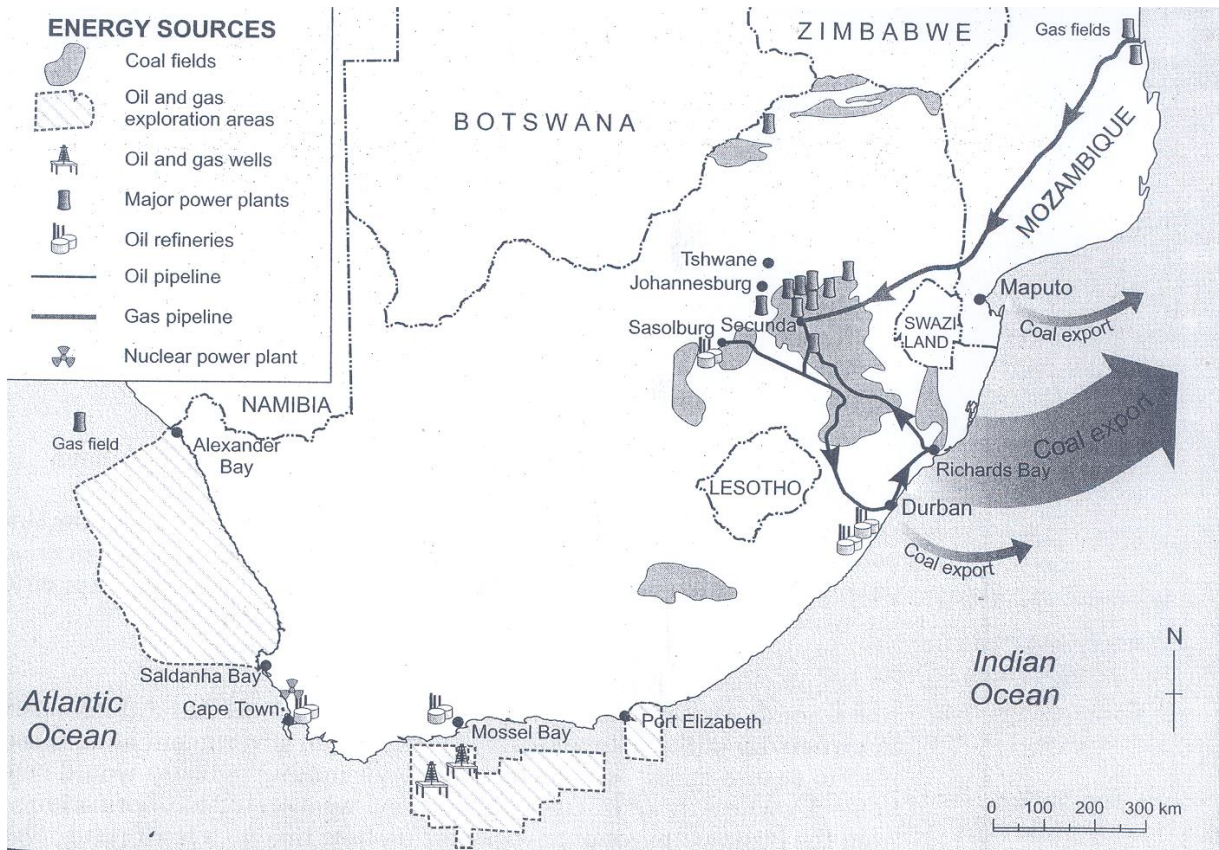 ENERGY SOURCES
Coal fields
Oil and gas
exploration areas
Oil and gas wells
Major power plants
Oil refineries
Oil pipeline
Gas pipeline
Nuclear power plant
ZIMBABWE
Gas fields
BOTSWANA
MOZAMBIQUE
Tshwane
Johannesburg
Maputo
Coal export
Sasolburg
Secunda
SWAZI-
LAND
NAMIBIA
Gas field
Alexander
Bay
Coal export
Richards Bay
LESOTHO
Durban
Coal export
Saldanha Bay
Cape Town
Atlantic
Ocean
Mossel Bay
Port Elizabeth
Indian
Ocean
N
0 100 200 300 km